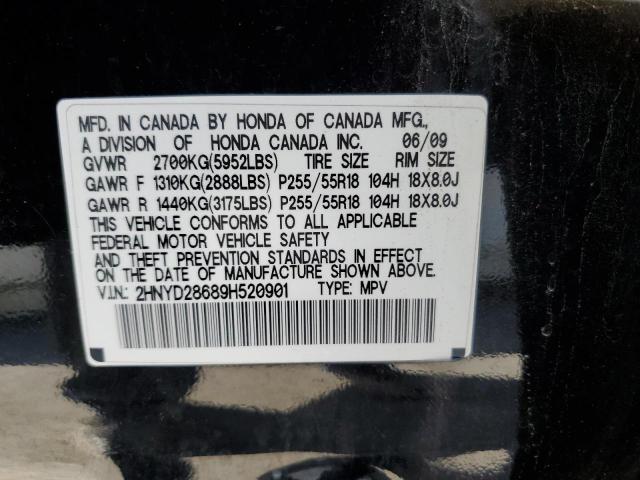 MFD. IN CANADA BY HONDA OF CANADA MFG.,
A DIVISION OF HONDA CANADA INC. 06/09
GVWR 2700KG(5952LBS) TIRE SIZE RIM SIZE
GAWR F 1310KG(2888LBS) P255/55R18 104H 18X8.0J
GAWR R 1440KG(3175LBS) P255/55R18 104H 18X8.0J
THIS VEHICLE CONFORMS TO ALL APPLICABLE
FEDERAL MOTOR VEHICLE SAFETY
AND THEFT PREVENTION STANDARDS IN EFFECT
ON THE DATE OF MANUFACTURE SHOWN ABOVE.
V.I.N.: 2HNYD28689H520901 TYPE: MPV